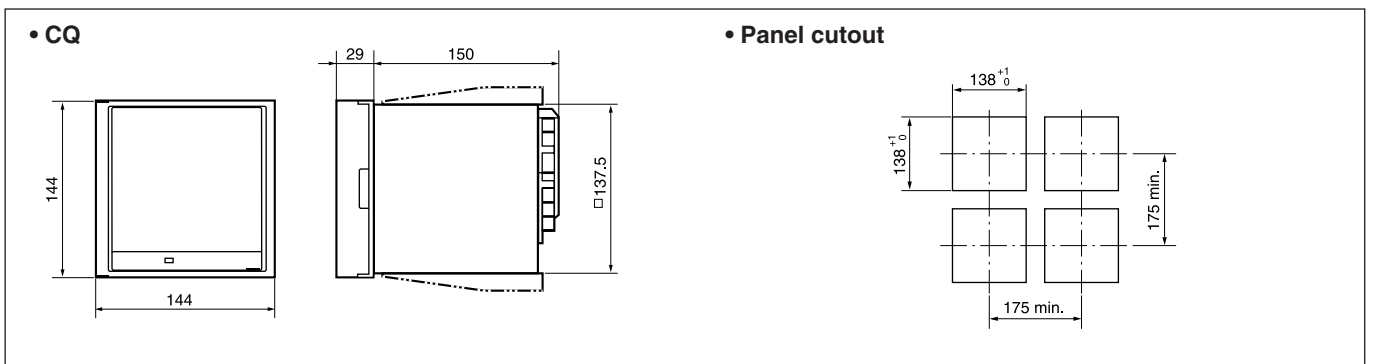 • CQ
29
150
144
144
□137.5
• Panel cutout
138 +1 0
138 +1 0
175 min.
175 min.